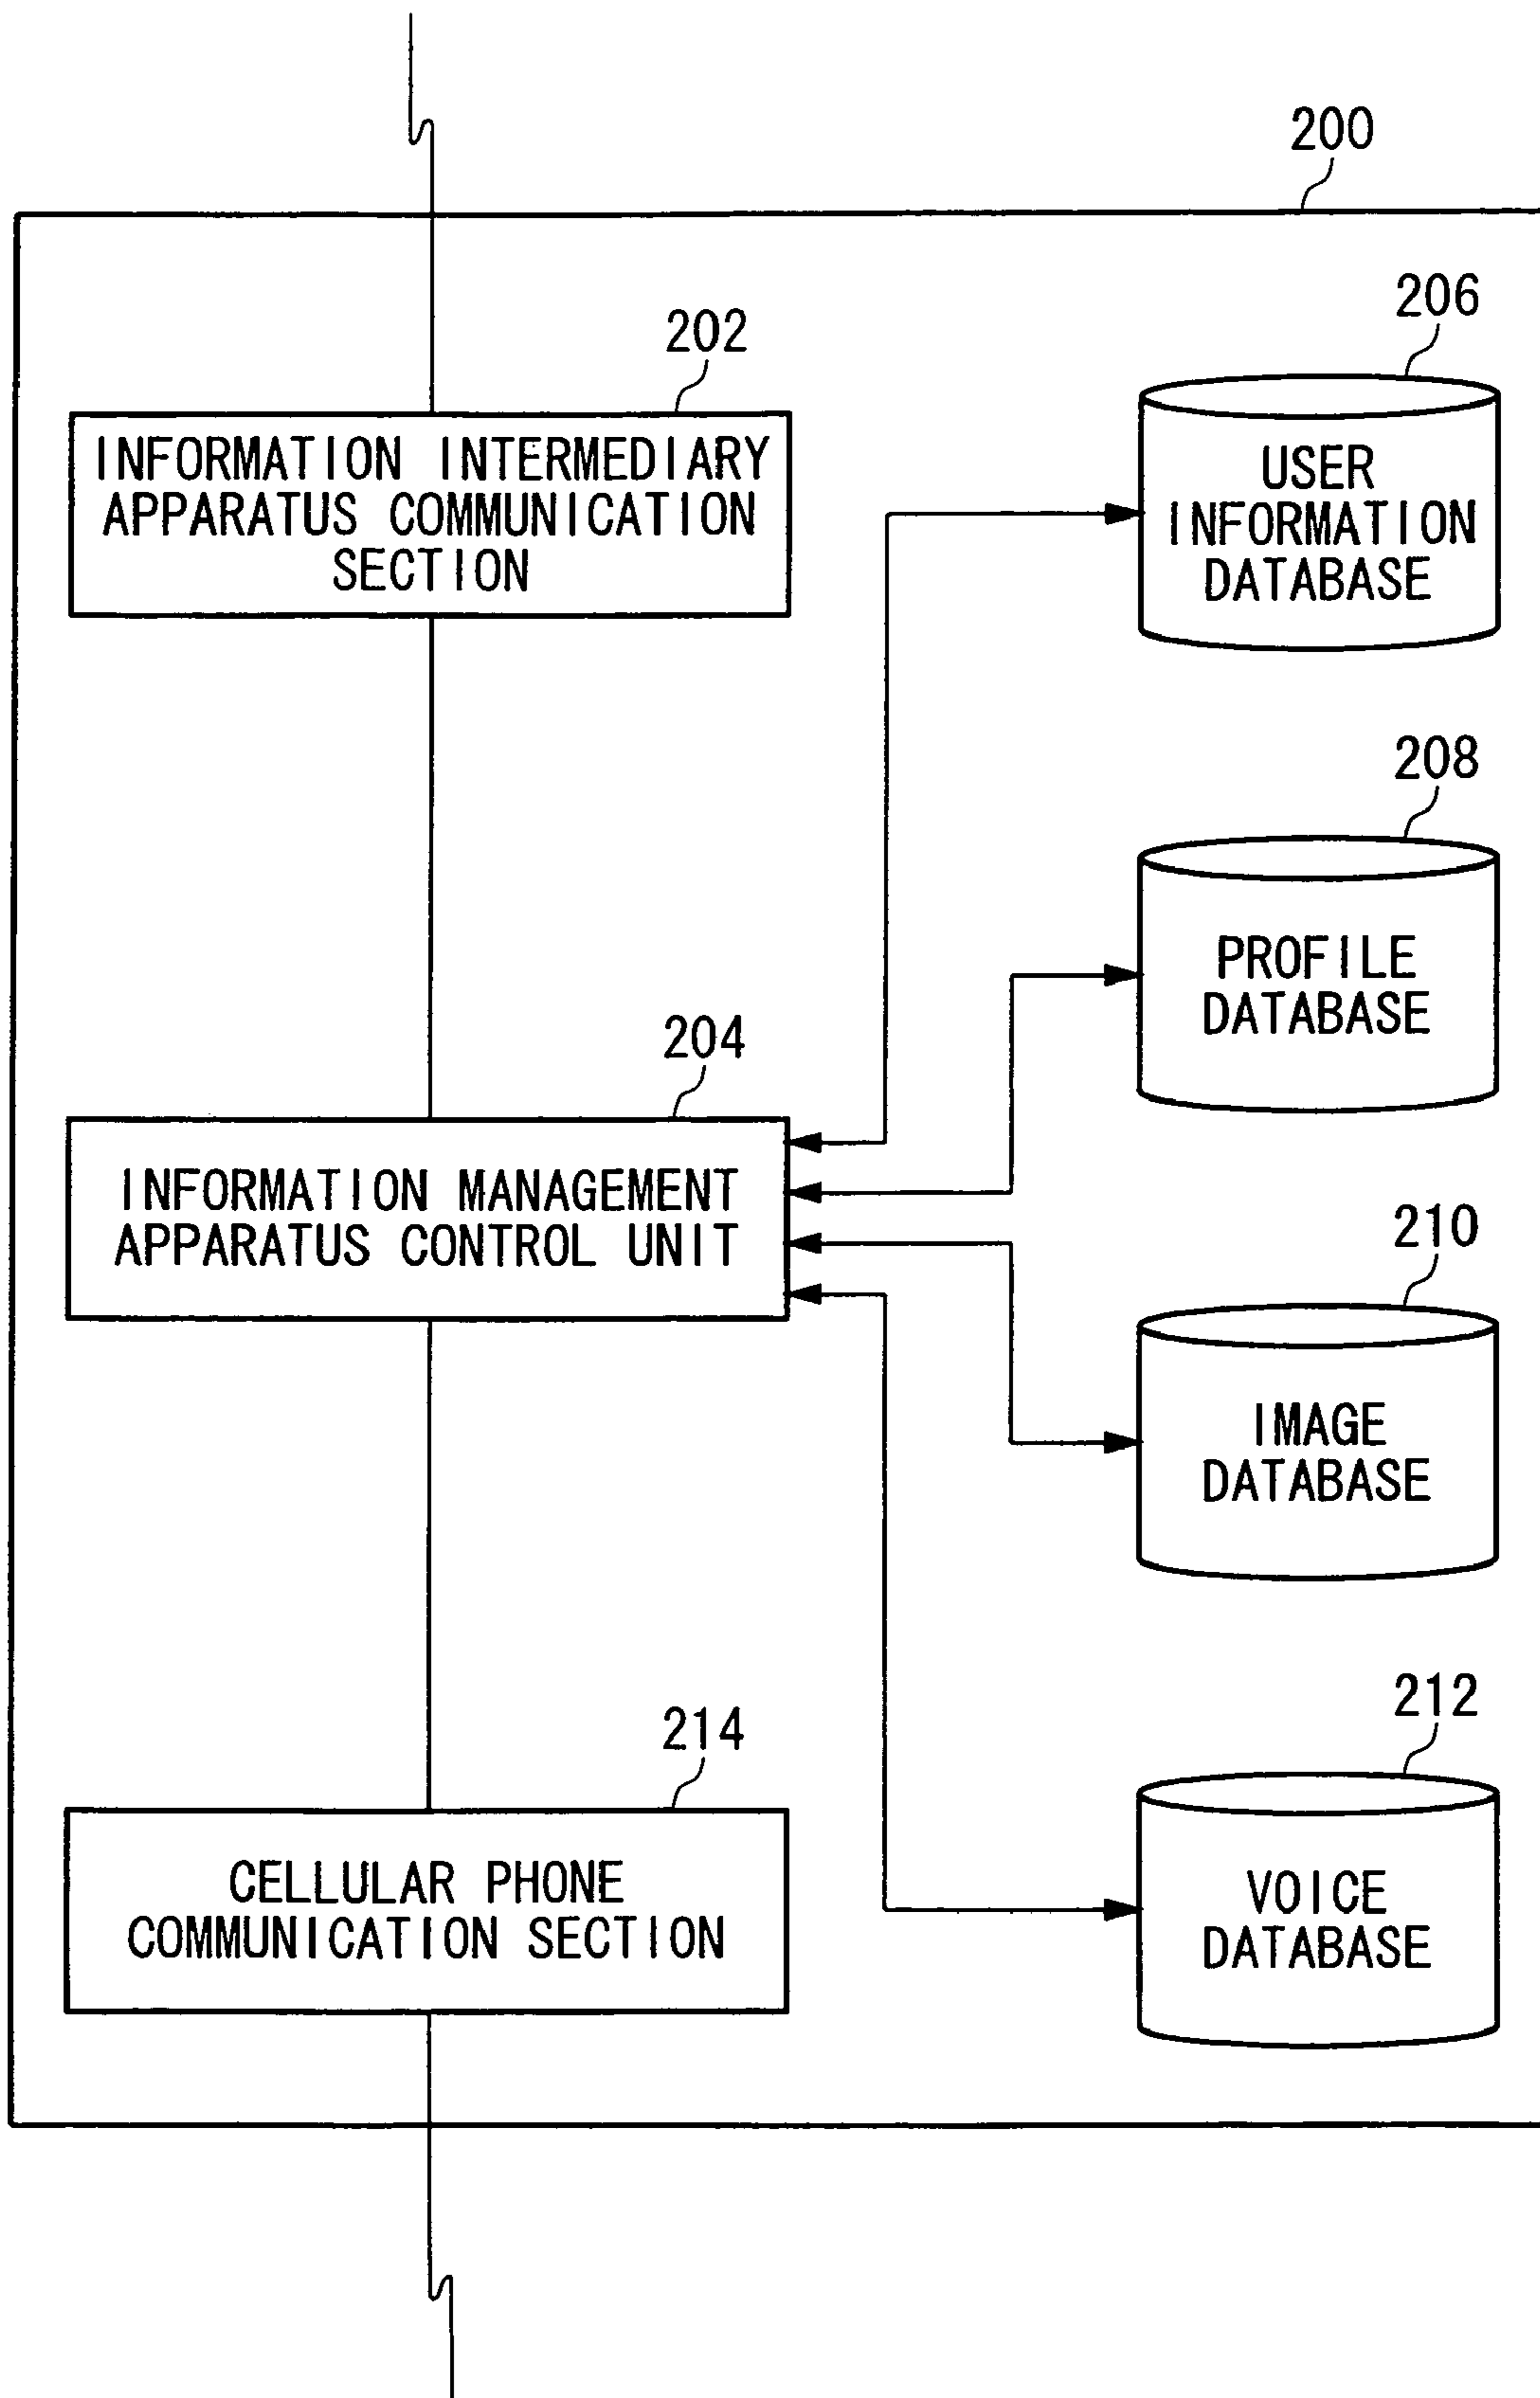 200
202
INFORMATION INTERMEDIARY
APPARATUS COMMUNICATION
SECTION
206
USER
INFORMATION
DATABASE
208
PROFILE
DATABASE
204
INFORMATION MANAGEMENT
APPARATUS CONTROL UNIT
210
IMAGE
DATABASE
214
CELLULAR PHONE
COMMUNICATION SECTION
212
VOICE
DATABASE